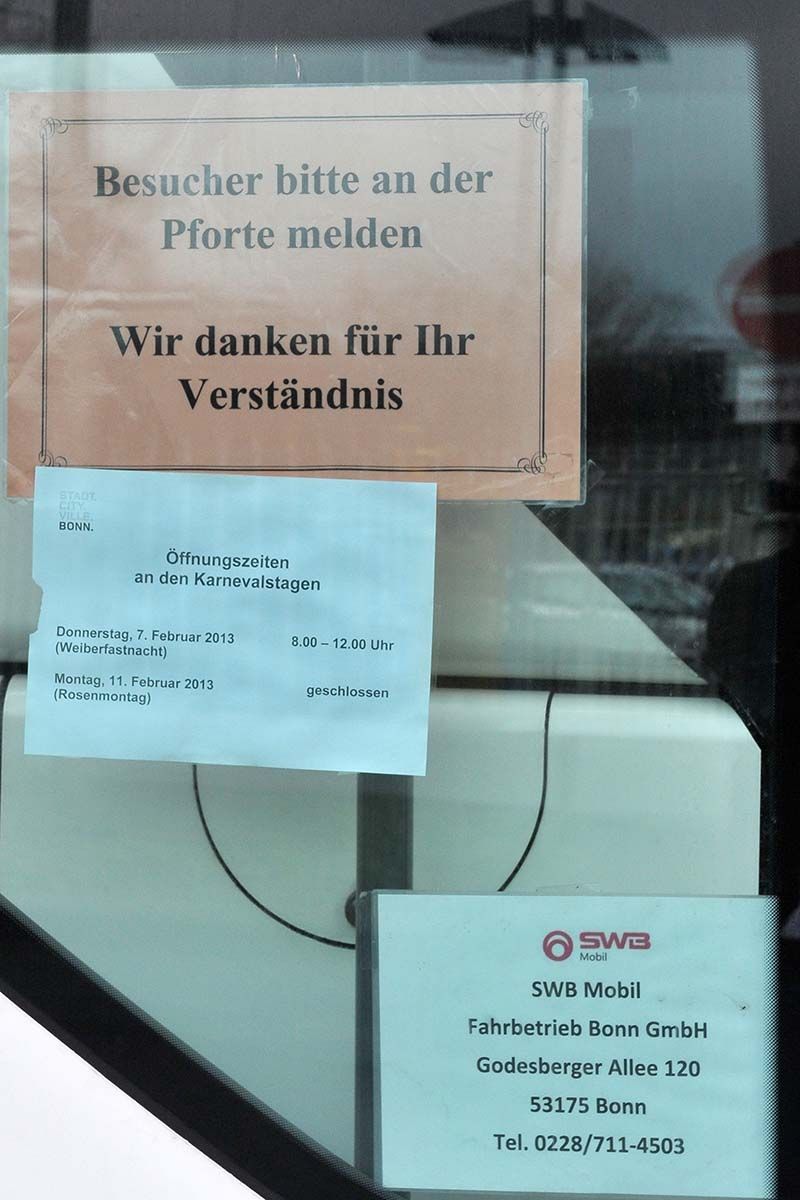 Besucher bitte an der
Pforte melden
Wir danken für Ihr
Verständnis
STADT.
CITY.
VILLE.
BONN.
Öffnungszeiten
an den Karnevalstagen
Donnerstag, 7. Februar 2013 8.00 – 12.00 Uhr
(Weiberfastnacht)
Montag, 11. Februar 2013 geschlossen
(Rosenmontag)
SWB
Mobil
SWB Mobil
Fahrbetrieb Bonn GmbH
Godesberger Allee 120
53175 Bonn
Tel. 0228/711-4503